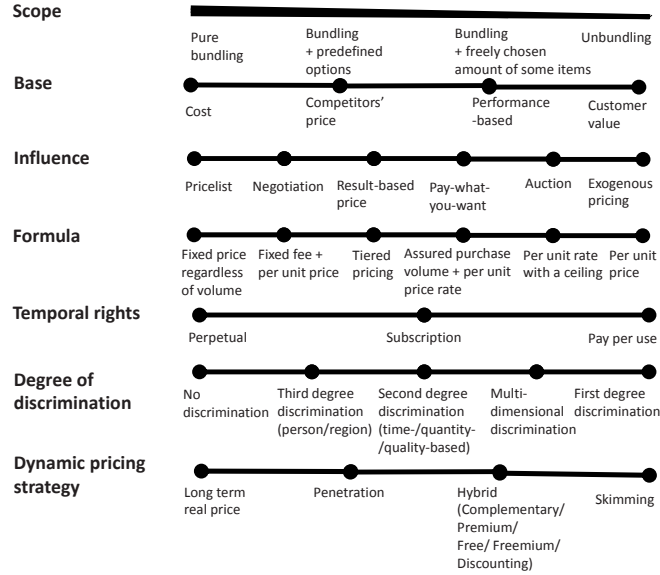 Scope
Pure
bundling
Bundling
+ predefined
options
Bundling
+ freely chosen
amount of some items
Unbundling
Base
Cost
Competitors'
price
Performance
-based
Customer
value
Influence
Pricelist
Negotiation
Result-based
price
Pay-what-
you-want
Auction
Exogenous
pricing
Formula
Fixed price
regardless
of volume
Fixed fee +
per unit price
Tiered
pricing
Assured purchase
volume + per unit
price rate
Per unit rate
with a ceiling
Per unit
price
Temporal rights
Perpetual
Subscription
Pay per use
Degree of
discrimination
No
discrimination
Third degree
discrimination
(person/region)
Second degree
discrimination
(time-/quantity-
/quality-based)
Multi-
dimensional
discrimination
First degree
discrimination
Dynamic pricing
strategy
Long term
real price
Penetration
Hybrid
(Complementary/
Premium/
Free/ Freemium/
Discounting)
Skimming